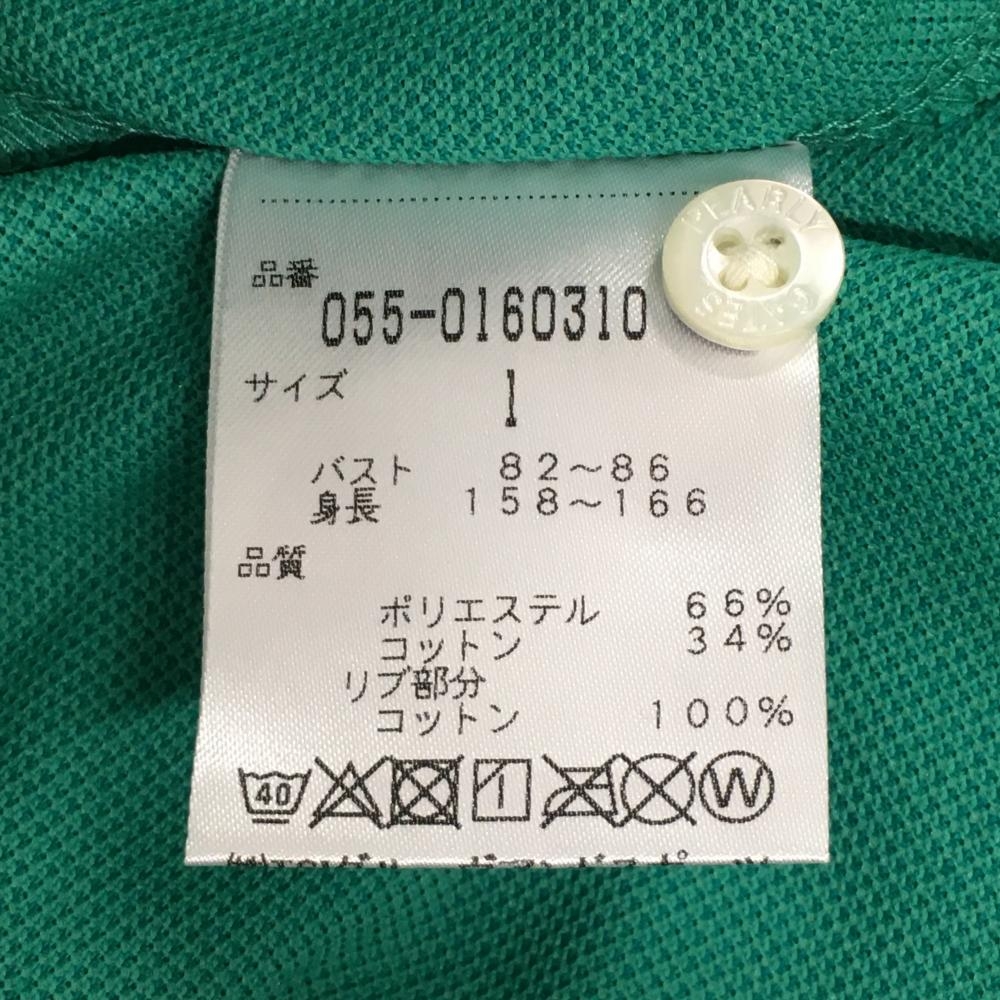 品番
055-0160310
サイズ 1
バスト 82～86
身長 158～166
品質
ポリエステル 66%
コットン 34%
リブ部分
コットン 100%
40 W
PEARLY
GATES